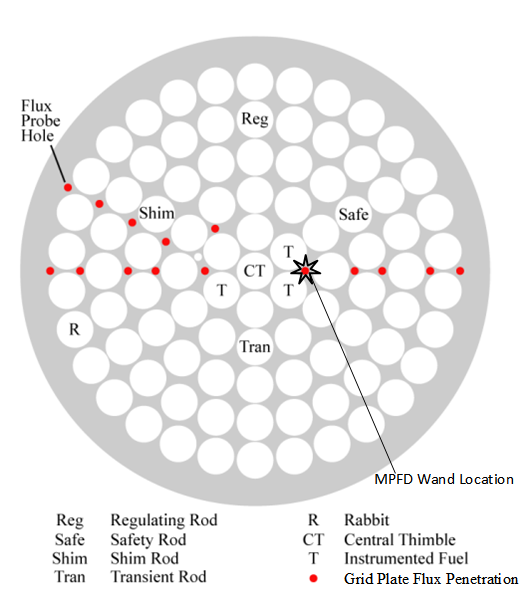 Flux
Probe
Hole
Reg
Shim
Safe
T
CT
T
T
R
Tran
MPFD Wand Location
Reg Regulating Rod
Safe Safety Rod
Shim Shim Rod
Tran Transient Rod
R Rabbit
CT Central Thimble
T Instrumented Fuel
Grid Plate Flux Penetration